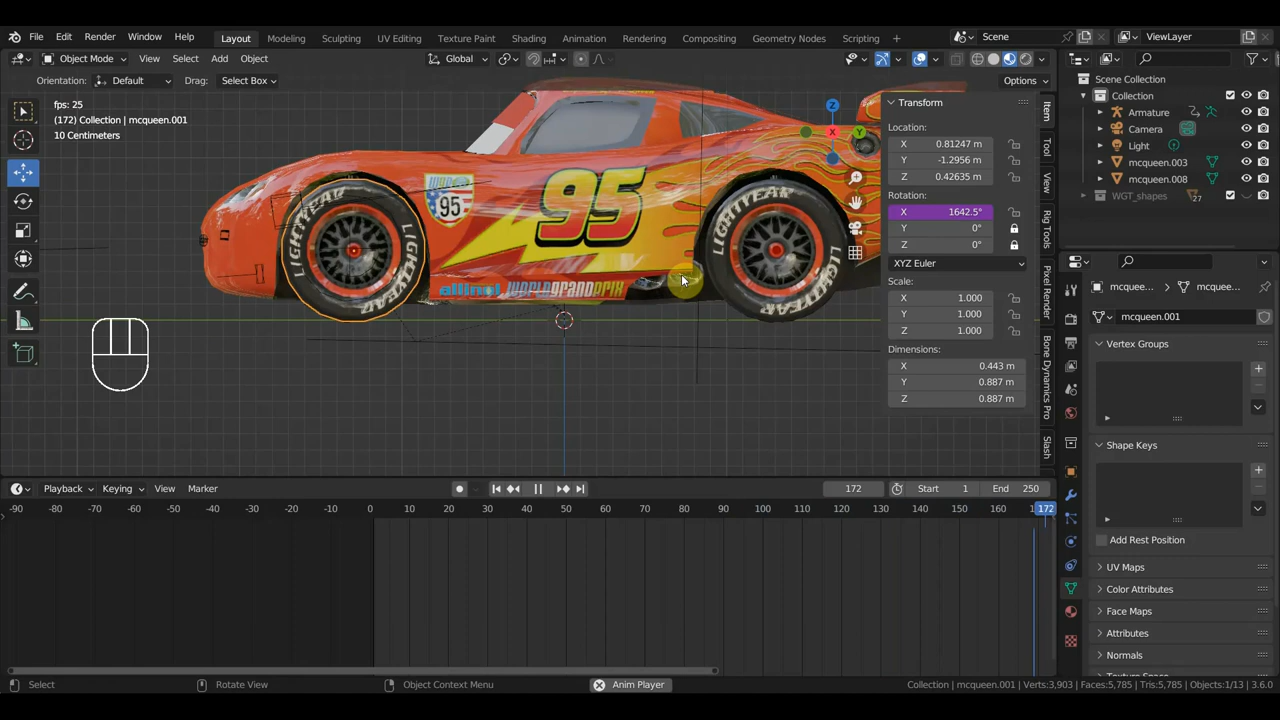 File Edit Render Window Help Layout Modeling Sculpting UV Editing Texture Paint Shading Animation Rendering Compositing Geometry Nodes Scripting + Scene ViewLayer
Object Mode View Select Add Object Global
Orientation: Default Drag: Select Box Options
fps: 25
(172) Collection | mcqueen.001
10 Centimeters
Z
X
Y
LIGHTYEAR
LIGHTYEAR
95
95
LIGHTYEAR
LIGHTYEAR
allinol WORLD GRAND PRIX
Transform
Location:
X 0.81247 m
Y -1.2956 m
Z 0.42635 m
Rotation:
X 1642.5°
Y 0°
Z 0°
XYZ Euler
Scale:
X 1.000
Y 1.000
Z 1.000
Dimensions:
X 0.443 m
Y 0.887 m
Z 0.887 m
Item
Tool
View
Rig Tools
Pixel Render
Bone Dynamics Pro
Slash
Scene Collection
Collection
Armature
Camera
Light
mcqueen.003
mcqueen.008
WGT_shapes 27
mcqueen.... mcqueen....
mcqueen.001
Vertex Groups
Shape Keys
Add Rest Position
UV Maps
Color Attributes
Face Maps
Attributes
Normals
Texture Space
Playback Keying View Marker 172 Start 1 End 250
-90 -80 -70 -60 -50 -40 -30 -20 -10 0 10 20 30 40 50 60 70 80 90 100 110 120 130 140 150 160 172
Select Rotate View Object Context Menu Anim Player Collection | mcqueen.001 | Verts:3,903 | Faces:5,785 | Tris:5,785 | Objects:1/13 | 3.6.0